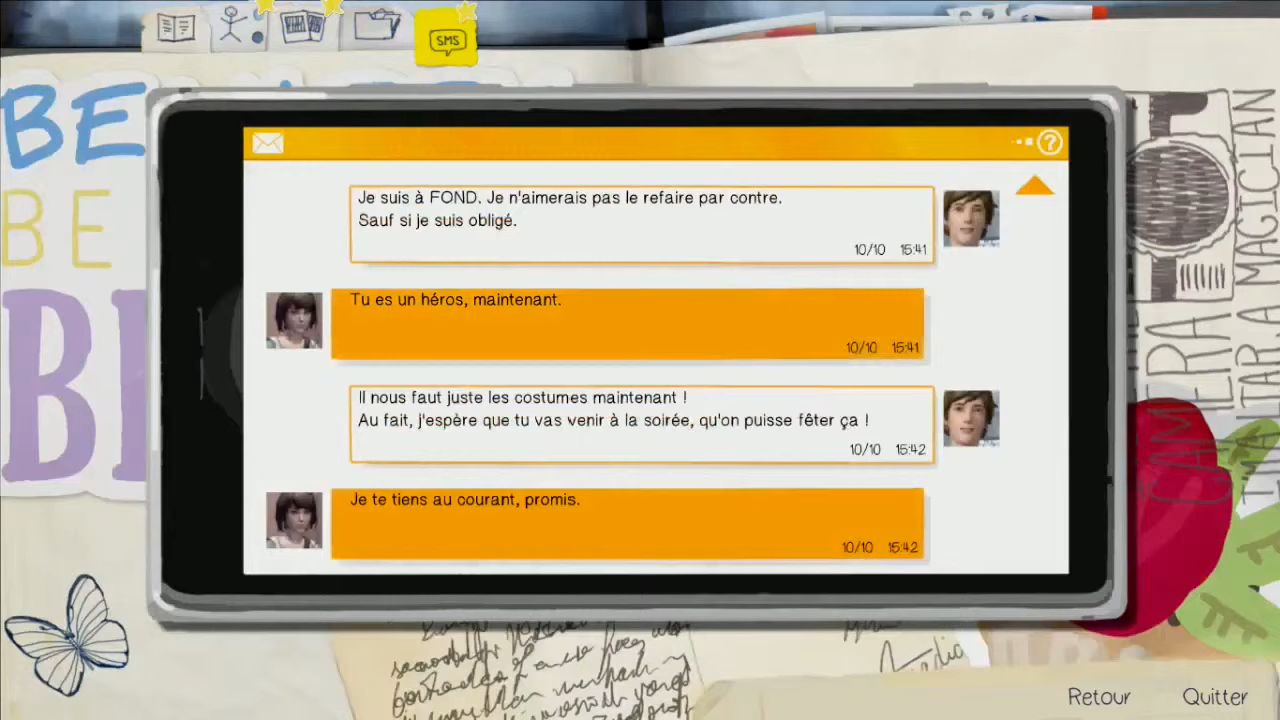 SMS
BE
BE
?
Je suis à FOND. Je n'aimerais pas le refaire par contre.
Sauf si je suis obligé.
10/10 15:41
Tu es un héros, maintenant.
10/10 15:41
Il nous faut juste les costumes maintenant !
Au fait, j'espère que tu vas venir à la soirée, qu'on puisse fêter ça !
10/10 15:42
Je te tiens au courant, promis.
10/10 15:42
CAMERA
MAGICIAN
Retour
Quitter